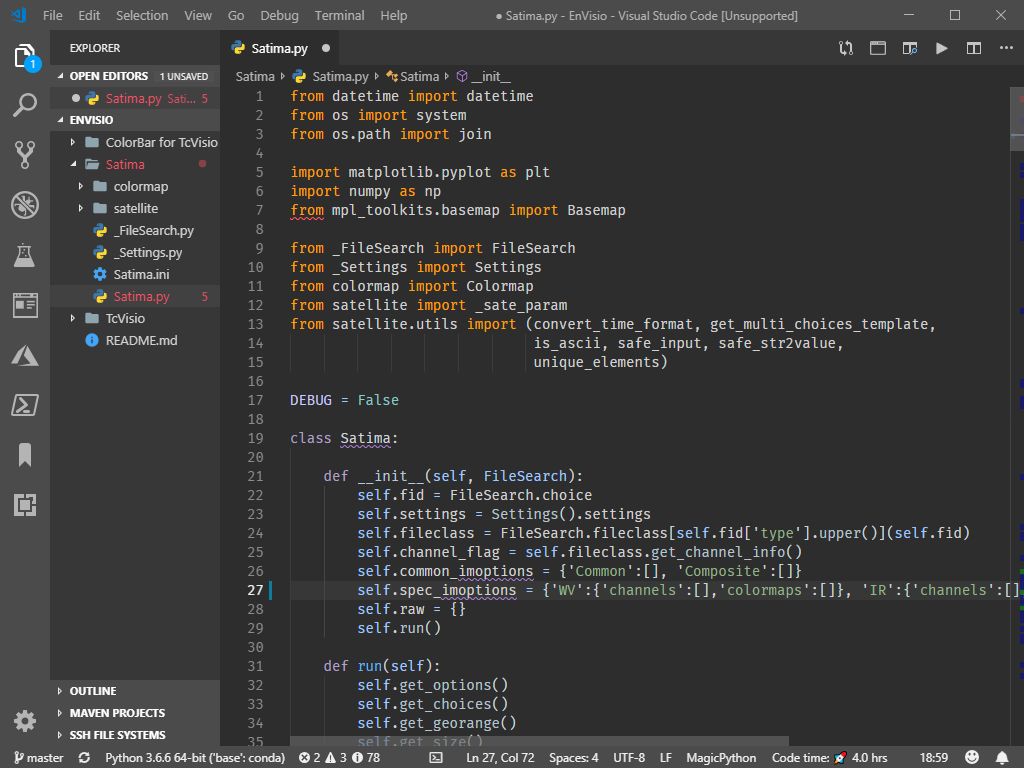 File Edit Selection View Go Debug Terminal Help ● Satima.py - EnVisio - Visual Studio Code [Unsupported]
EXPLORER
OPEN EDITORS 1 UNSAVED
Satima.py Sati... 5
ENVISIO
ColorBar for TcVisio
Satima
colormap
satellite
_FileSearch.py
_Settings.py
Satima.ini
Satima.py 5
TcVisio
README.md
OUTLINE
MAVEN PROJECTS
SSH FILE SYSTEMS
1
Satima.py
Satima Satima.py Satima __init__
1 from datetime import datetime
2 from os import system
3 from os.path import join
4
5 import matplotlib.pyplot as plt
6 import numpy as np
7 from mpl_toolkits.basemap import Basemap
8
9 from _FileSearch import FileSearch
10 from _Settings import Settings
11 from colormap import Colormap
12 from satellite import _sate_param
13 from satellite.utils import (convert_time_format, get_multi_choices_template,
14 is_ascii, safe_input, safe_str2value,
15 unique_elements)
16
17 DEBUG = False
18
19 class Satima:
20
21 def __init__(self, FileSearch):
22 self.fid = FileSearch.choice
23 self.settings = Settings().settings
24 self.fileclass = FileSearch.fileclass[self.fid['type'].upper()](self.fid)
25 self.channel_flag = self.fileclass.get_channel_info()
26 self.common_imoptions = {'Common':[], 'Composite':[]}
27 self.spec_imoptions = {'WV':{'channels':[],'colormaps':[]}, 'IR':{'channels':[]
28 self.raw = {}
29 self.run()
30
31 def run(self):
32 self.get_options()
33 self.get_choices()
34 self.get_georange()
35 self.get_size()
master Python 3.6.6 64-bit ('base': conda) 2 3 78 Ln 27, Col 72 Spaces: 4 UTF-8 LF MagicPython Code time: 🚀 4.0 hrs 18:59